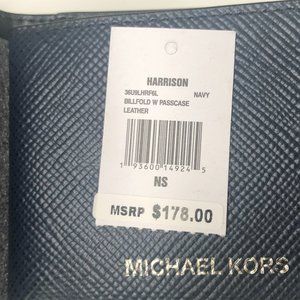 HARRISON
36U9LHRF6L NAVY
BILLFOLD W PASSCASE
LEATHER
1 93600 14924 5
NS
MSRP $178.00
MICHAEL KORS